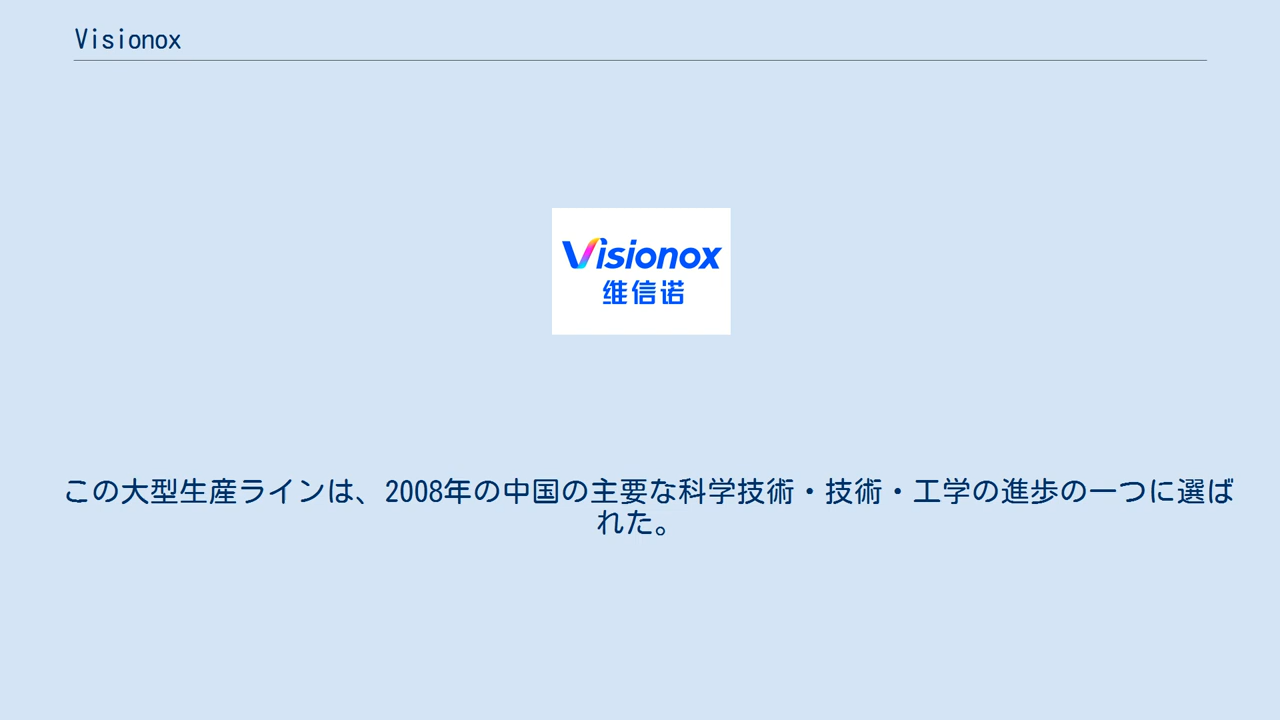 Visionox
Visionox
维信诺
この大型生産ラインは、2008年の中国の主要な科学技術・技術・工学の進歩の一つに選ば
れた。